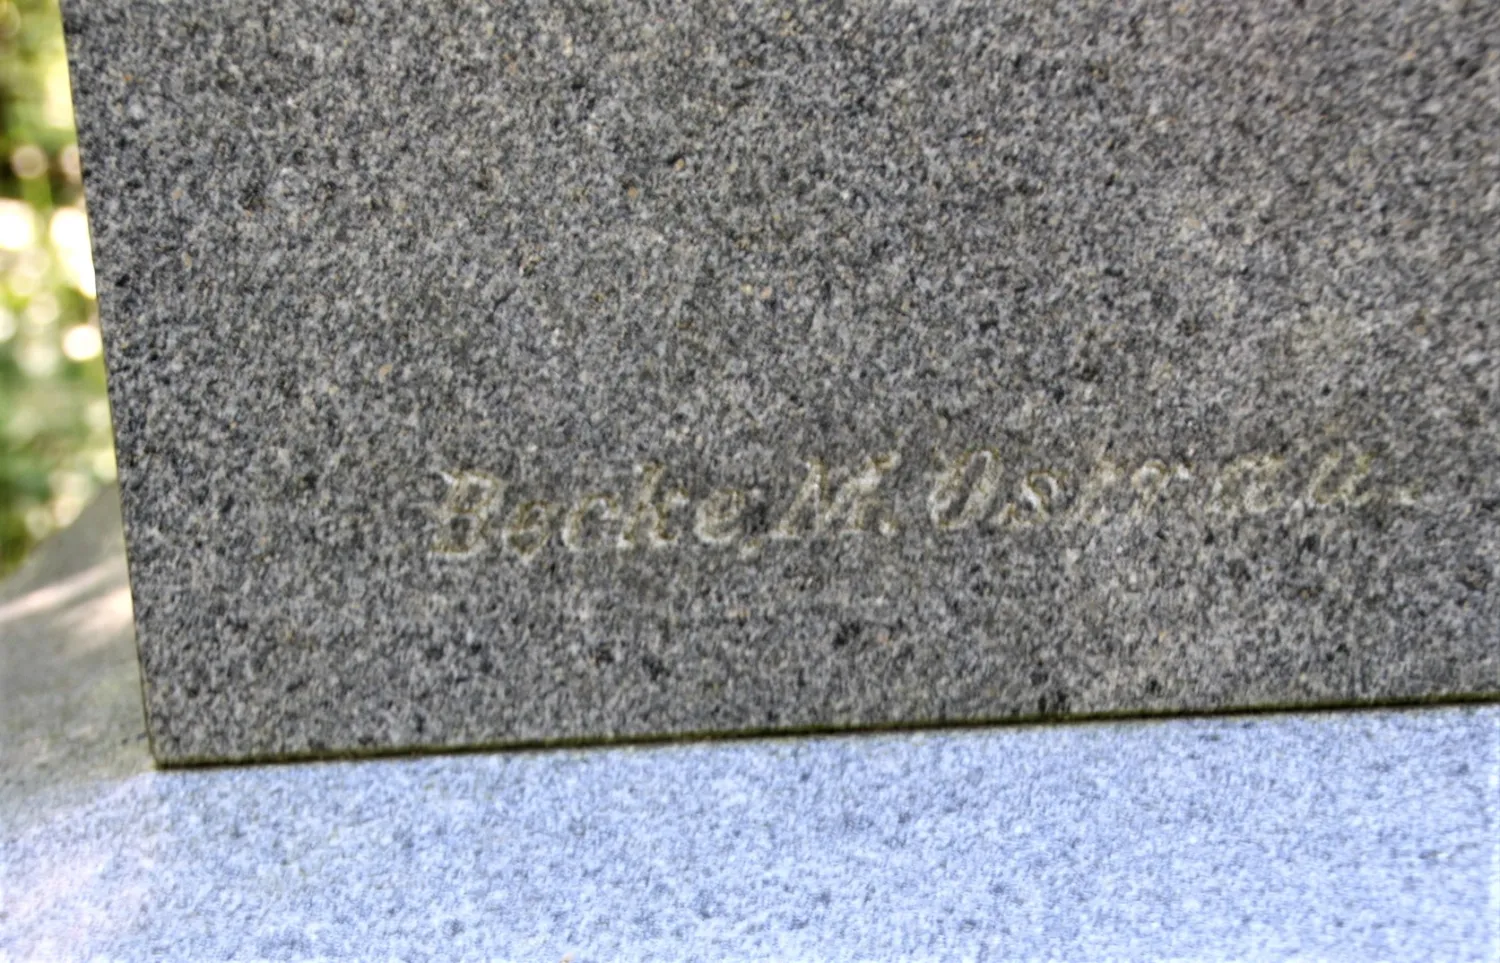 Becke, M. Ostrau.